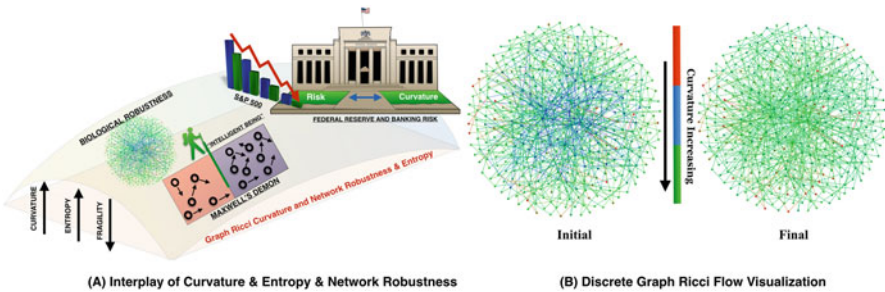 S&P 500
Risk
Curvature
FEDERAL RESERVE AND BANKING RISK
BIOLOGICAL ROBUSTNESS
"INTELLIGENT BEING"
MAXWELL'S DEMON
Graph Ricci Curvature and Network Robustness & Entropy
CURVATURE
ENTROPY
FRAGILITY
(A) Interplay of Curvature & Entropy & Network Robustness
Curvature Increasing
Initial
Final
(B) Discrete Graph Ricci Flow Visualization